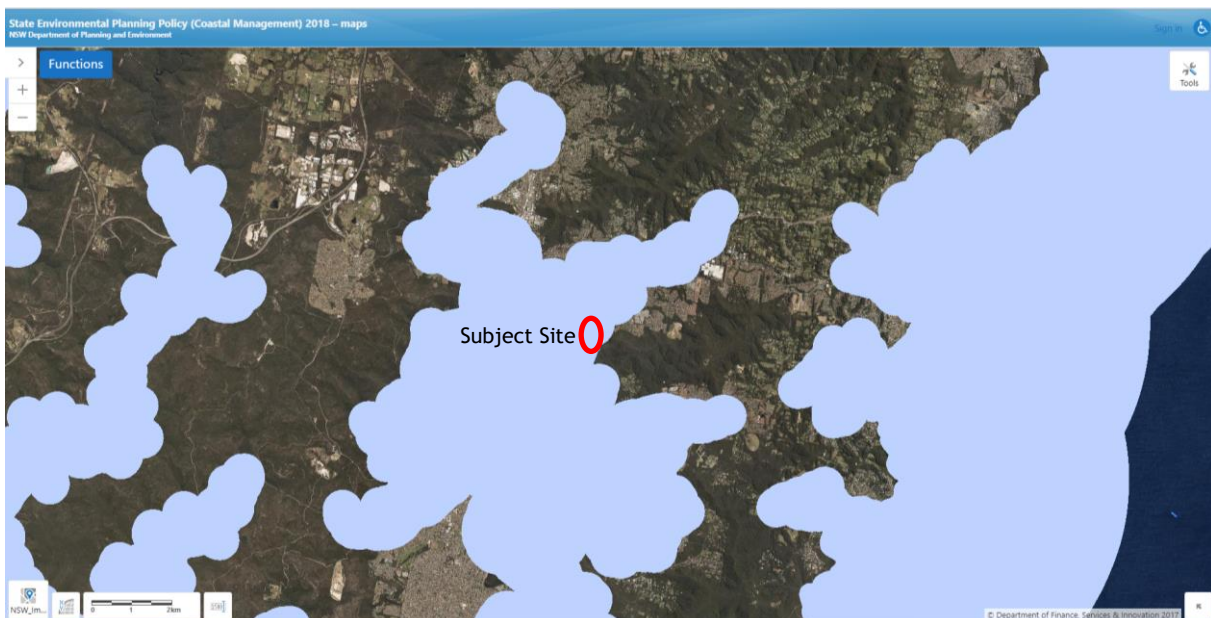 State Environmental Planning Policy (Coastal Management) 2018 – maps
NSW Department of Planning and Environment
Sign in
Functions
Tools
Subject Site
NSW_Im...
0 1 2km
© Department of Finance, Services & Innovation 2017